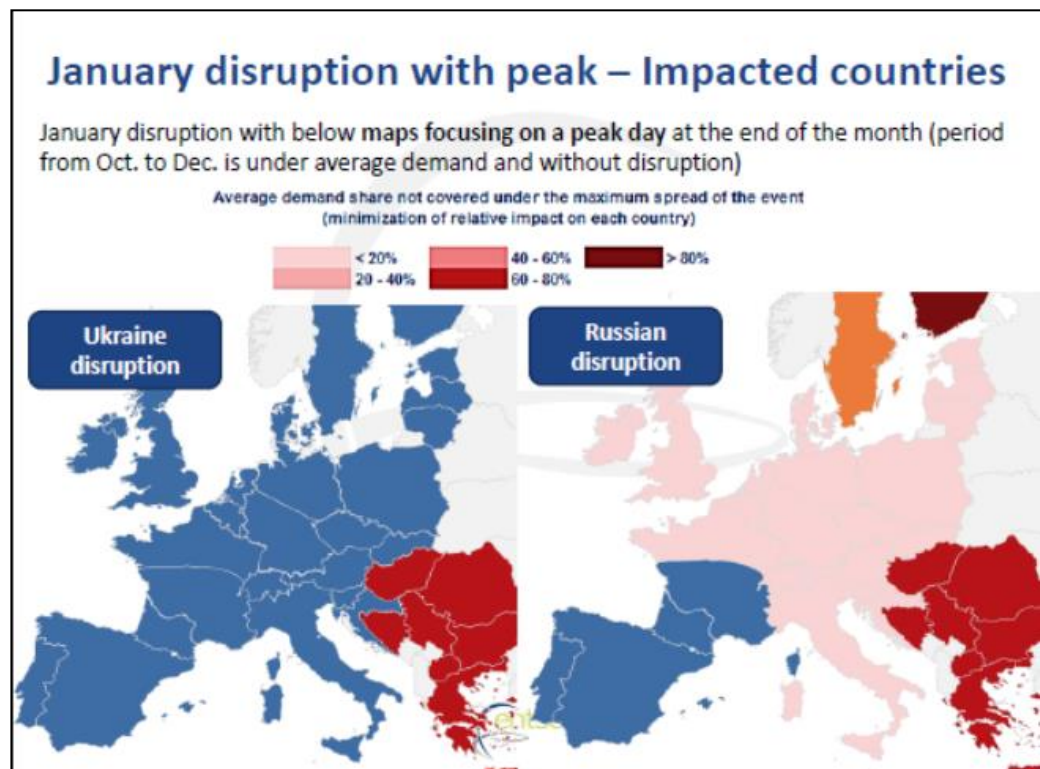 January disruption with peak – Impacted countries
January disruption with below maps focusing on a peak day at the end of the month (period
from Oct. to Dec. is under average demand and without disruption)
Average demand share not covered under the maximum spread of the event
(minimization of relative impact on each country)
< 20%
20 - 40%
40 - 60%
60 - 80%
> 80%
Ukraine
disruption
Russian
disruption